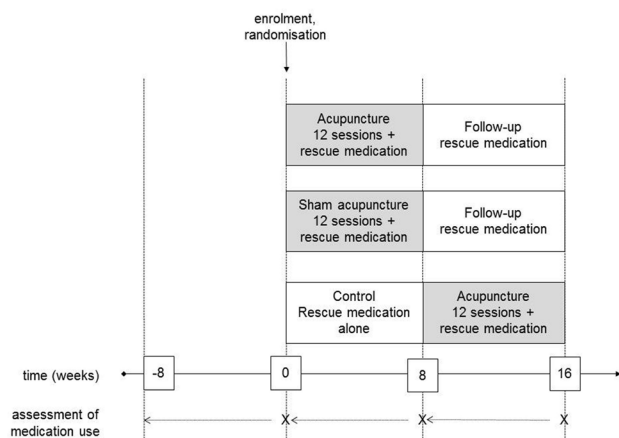 enrolment,
randomisation
Acupuncture
12 sessions +
rescue medication
Follow-up
rescue medication
Sham acupuncture
12 sessions +
rescue medication
Follow-up
rescue medication
Control
Rescue medication
alone
Acupuncture
12 sessions +
rescue medication
time (weeks)
-8
0
8
16
assessment of
medication use
X
X
X